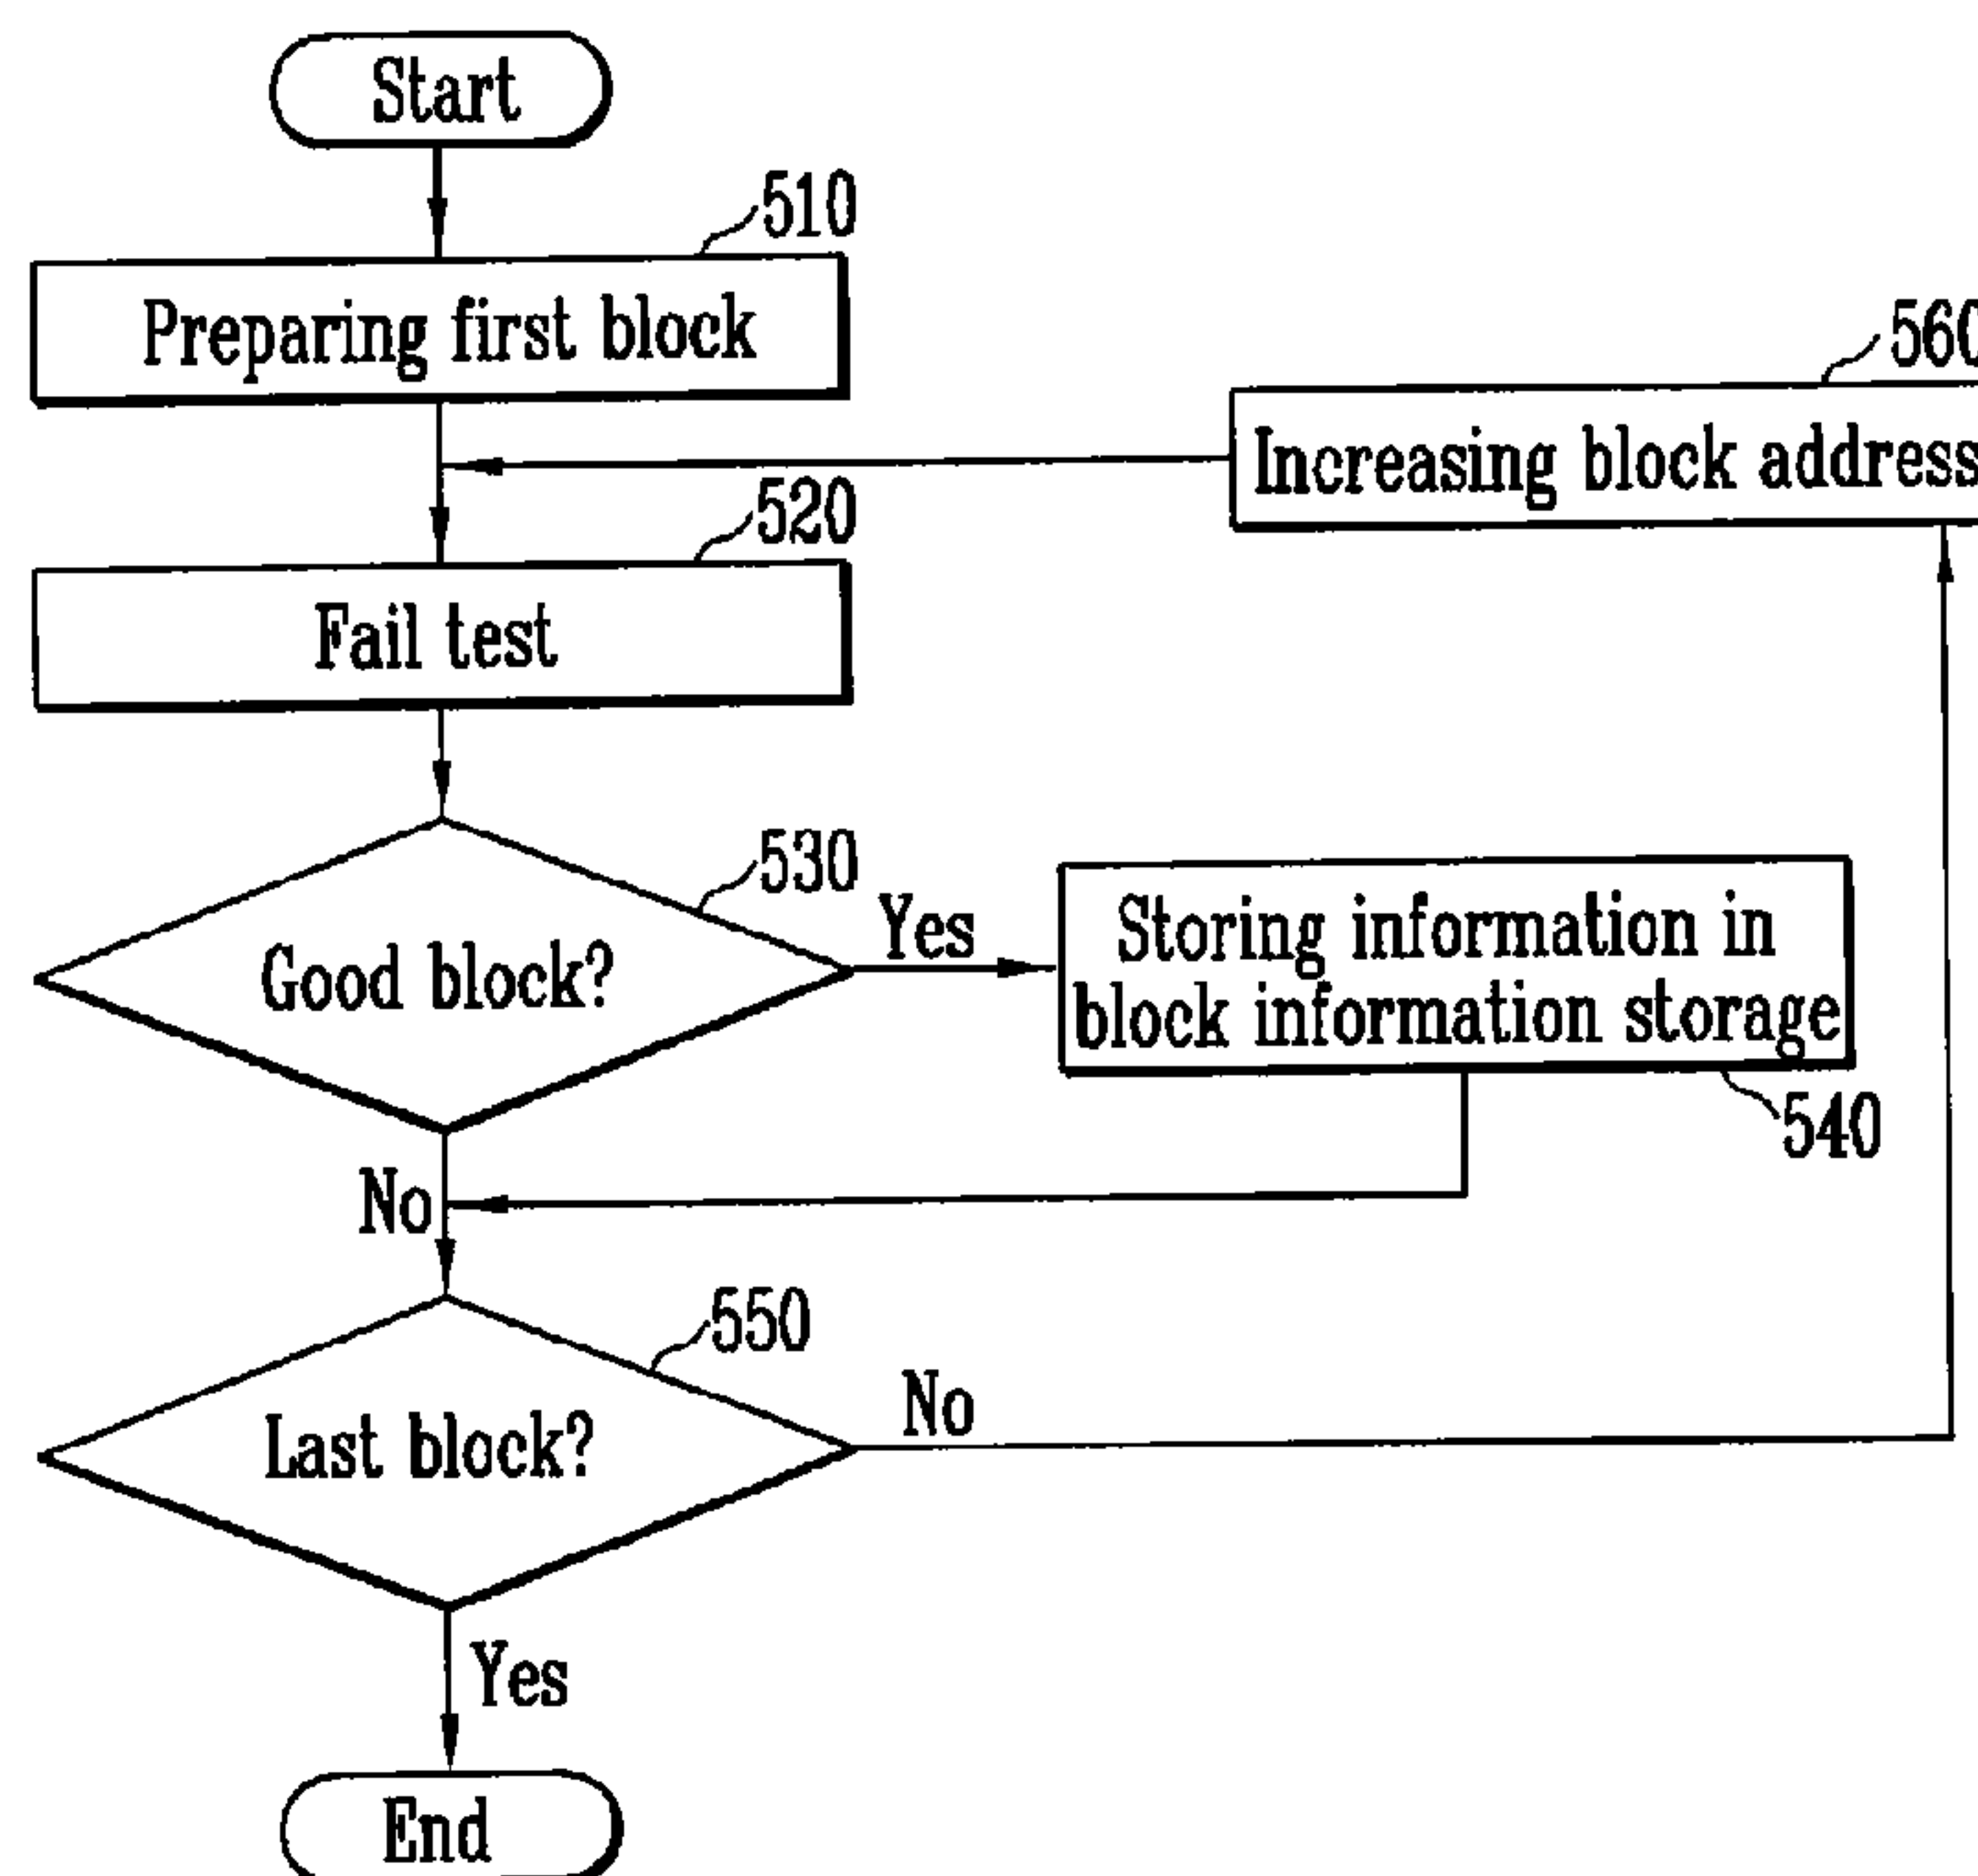 Start
510
Preparing first block
560
Increasing block address
520
Fail test
530
Good block?
Yes
Storing information in
block information storage
540
No
550
Last block?
No
Yes
End